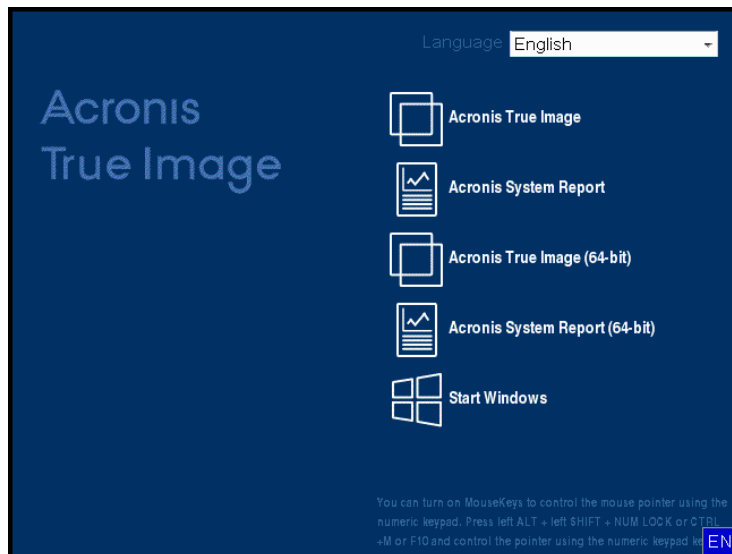 Language English
Acronis
True Image
Acronis True Image
Acronis System Report
Acronis True Image (64-bit)
Acronis System Report (64-bit)
Start Windows
You can turn on MouseKeys to control the mouse pointer using the
numeric keypad. Press left ALT + left SHIFT + NUM LOCK or CTRL
+M or F10 and control the pointer using the numeric keypad
EN